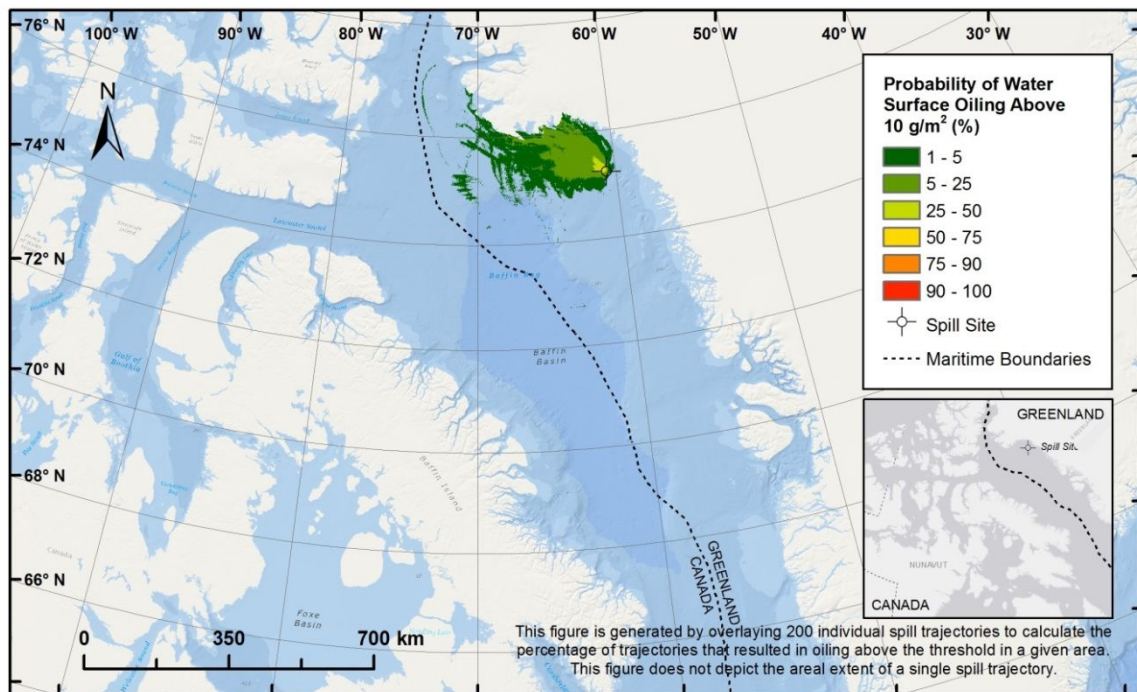 76° N
100° W
90° W
80° W
70° W
60° W
50° W
40° W
30° W
N
74° N
72° N
70° N
68° N
66° N
Lancaster Sound
Baffin Bay
Baffin
Basin
Gulf of
Boothia
Baffin Island
Canada
Foxe
Basin
GREENLAND
CANADA
0 350 700 km
Probability of Water
Surface Oiling Above
10 g/m² (%)
1 - 5
5 - 25
25 - 50
50 - 75
75 - 90
90 - 100
Spill Site
Maritime Boundaries
GREENLAND
Spill Site
NUNAVUT
CANADA
This figure is generated by overlaying 200 individual spill trajectories to calculate the
percentage of trajectories that resulted in oiling above the threshold in a given area.
This figure does not depict the areal extent of a single spill trajectory.